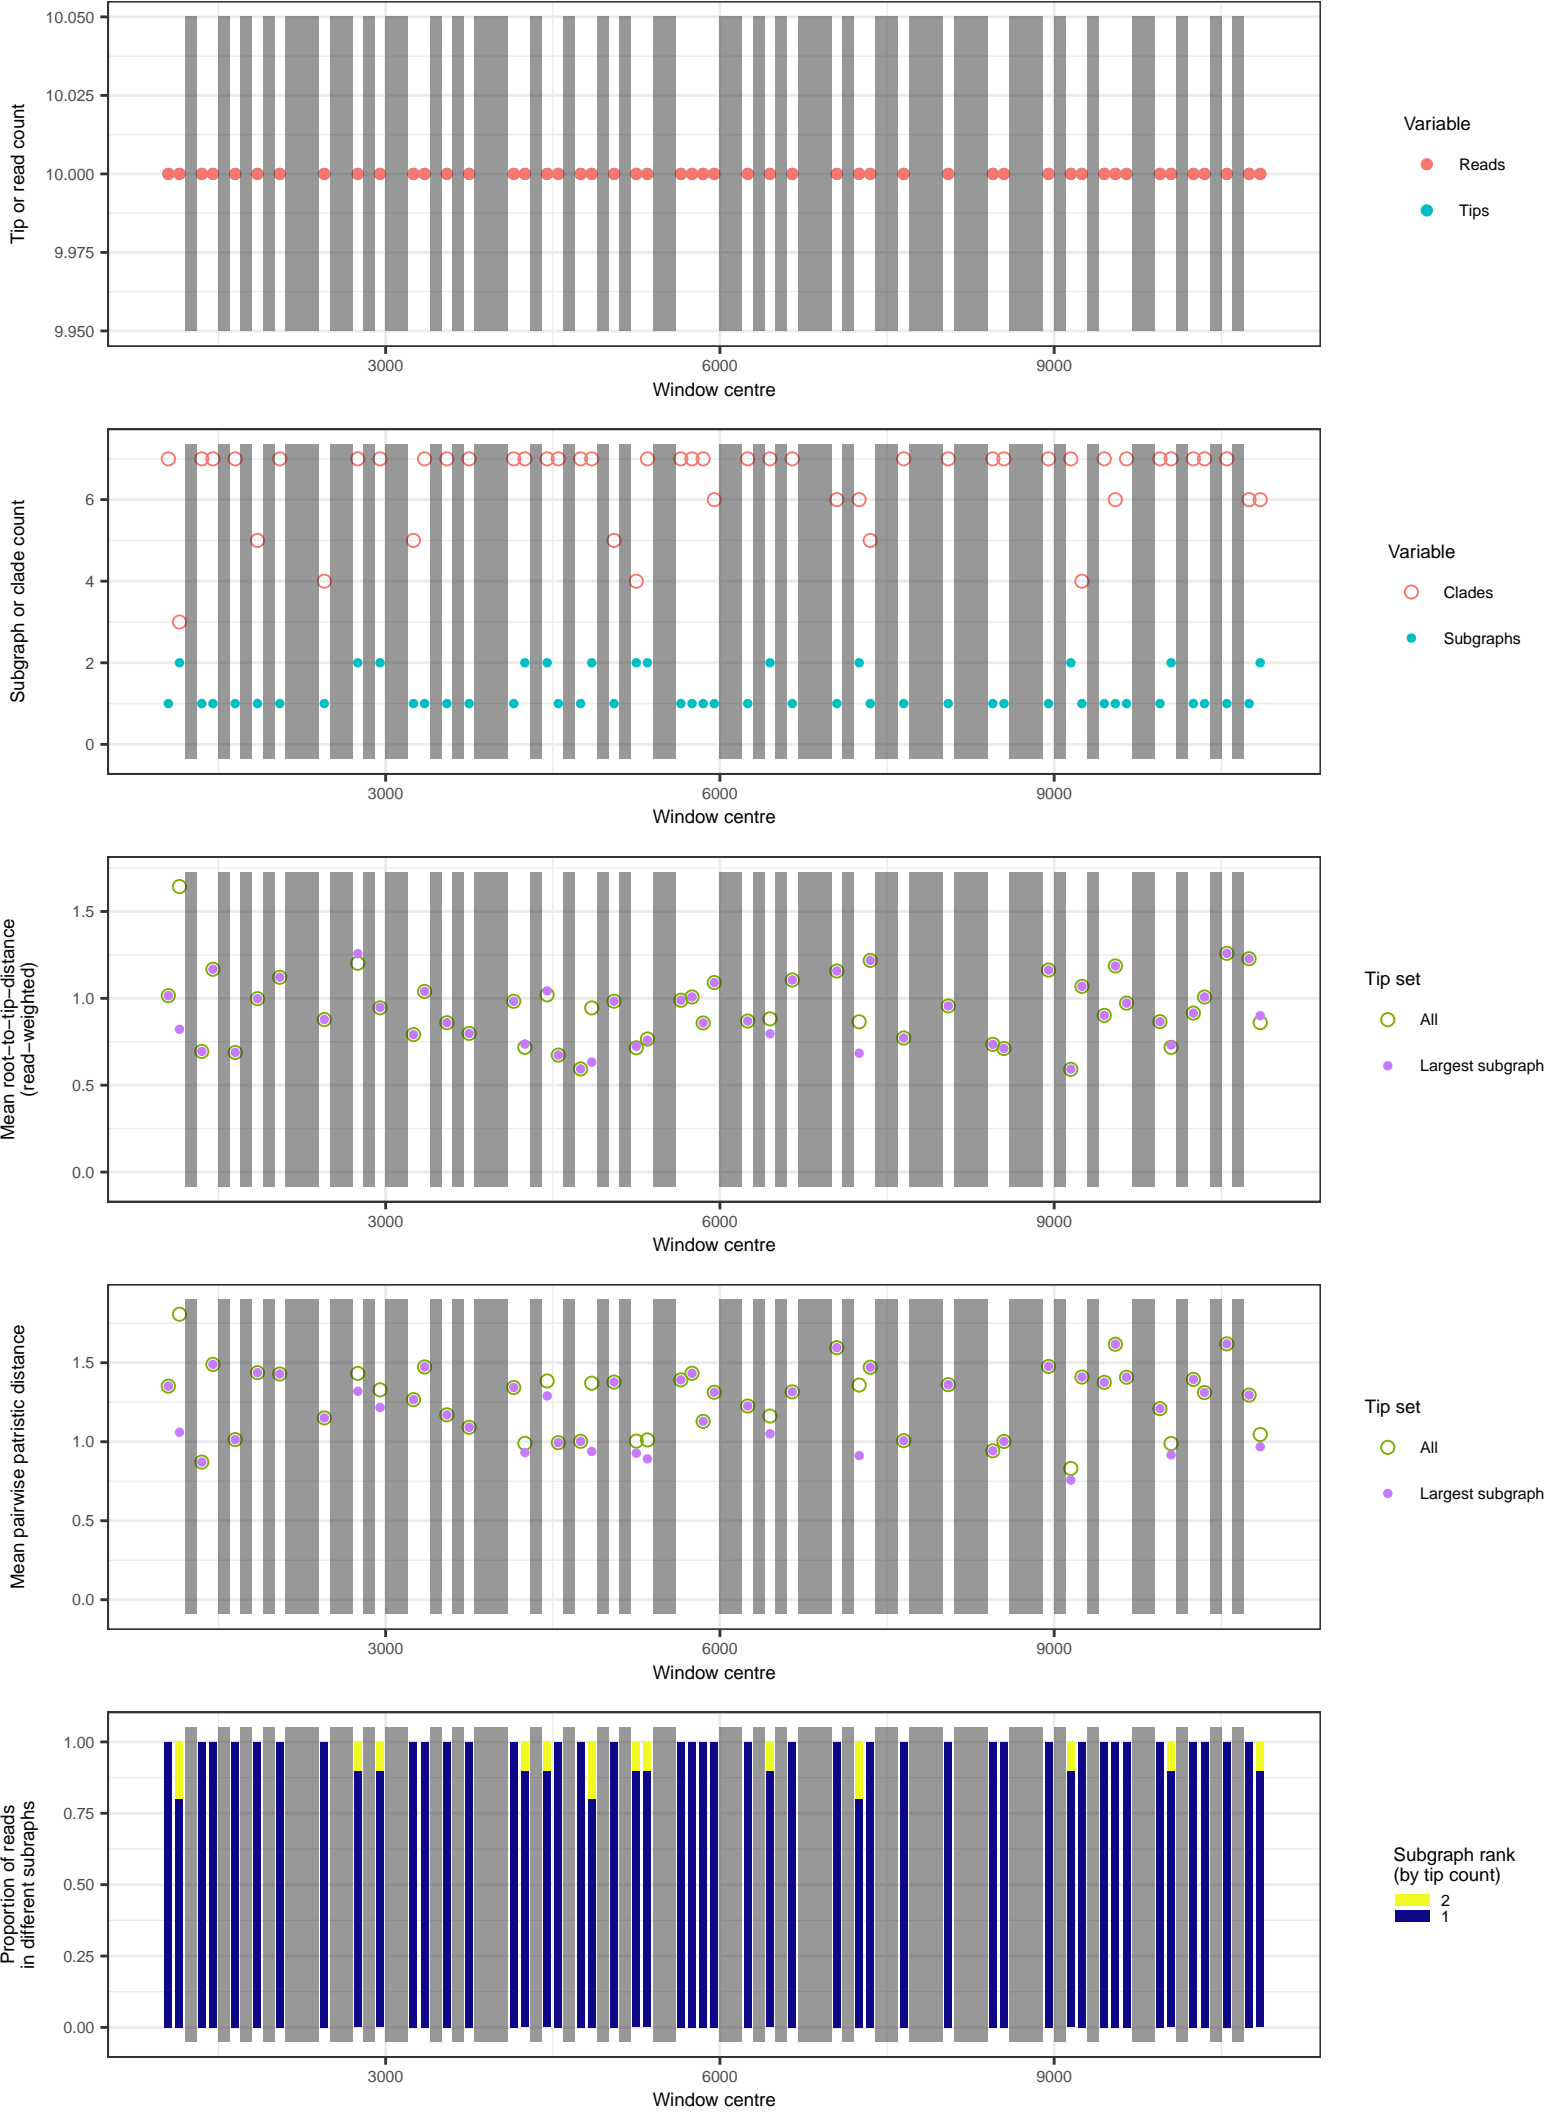 10.050
10.025
10.000
9.975
9.950
Tip or read count
3000
6000
9000
Window centre
Variable
Reads
Tips
6
4
2
0
Subgraph or clade count
3000
6000
9000
Window centre
Variable
Clades
Subgraphs
1.5
1.0
0.5
0.0
Mean root−to−tip−distance
(read−weighted)
3000
6000
9000
Window centre
Tip set
All
Largest subgraph
1.5
1.0
0.5
0.0
Mean pairwise patristic distance
3000
6000
9000
Window centre
Tip set
All
Largest subgraph
1.00
0.75
0.50
0.25
0.00
Proportion of reads
in different subraphs
3000
6000
9000
Window centre
Subgraph rank
(by tip count)
2
1